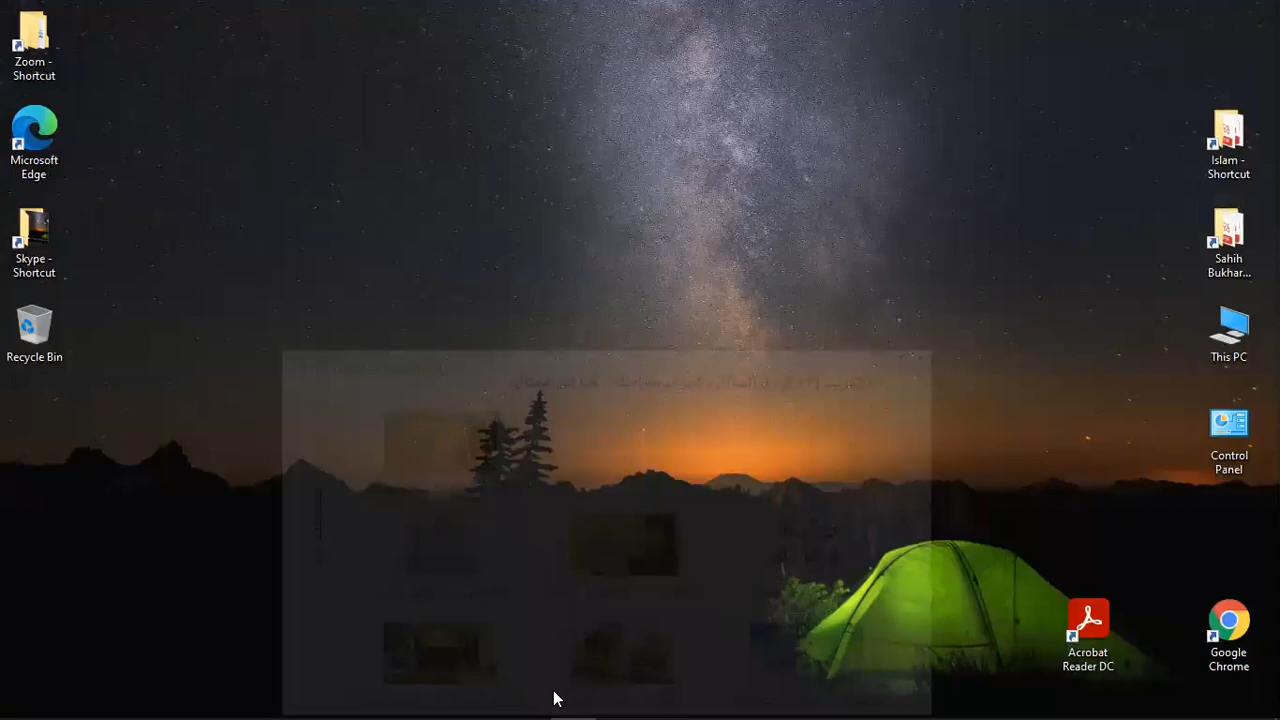 Zoom -
Shortcut
Microsoft
Edge
Skype -
Shortcut
Recycle Bin
Islam -
Shortcut
Sahih
Bukhar...
This PC
Control
Panel
Acrobat
Reader DC
Google
Chrome